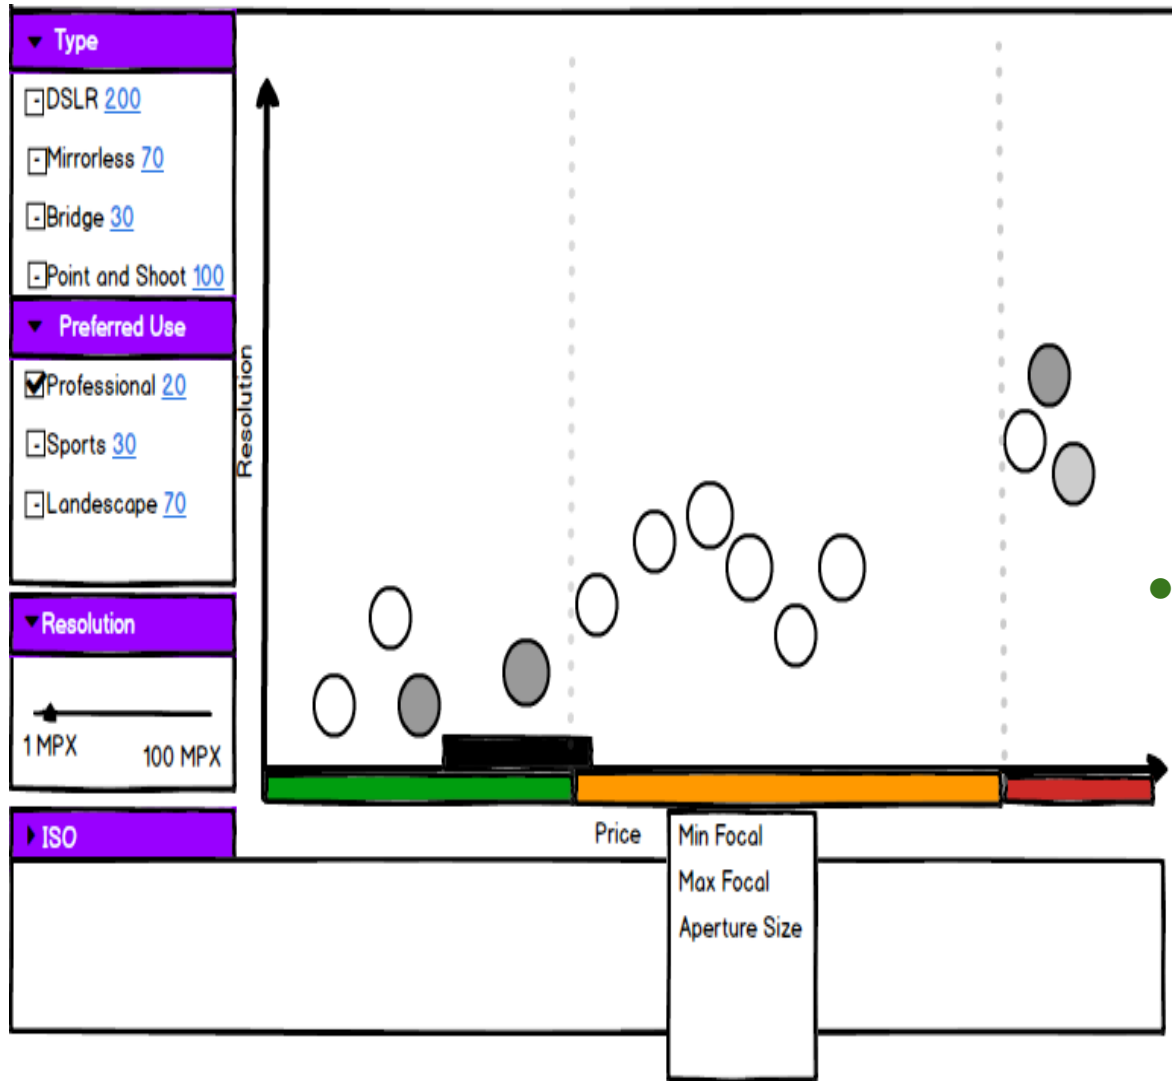 Type
DSLR 200
Mirrorless 70
Bridge 30
Point and Shoot 100
Preferred Use
Professional 20
Sports 30
Landescape 70
Resolution
1 MPX
100 MPX
ISO
Resolution
Price
Min Focal
Max Focal
Aperture Size